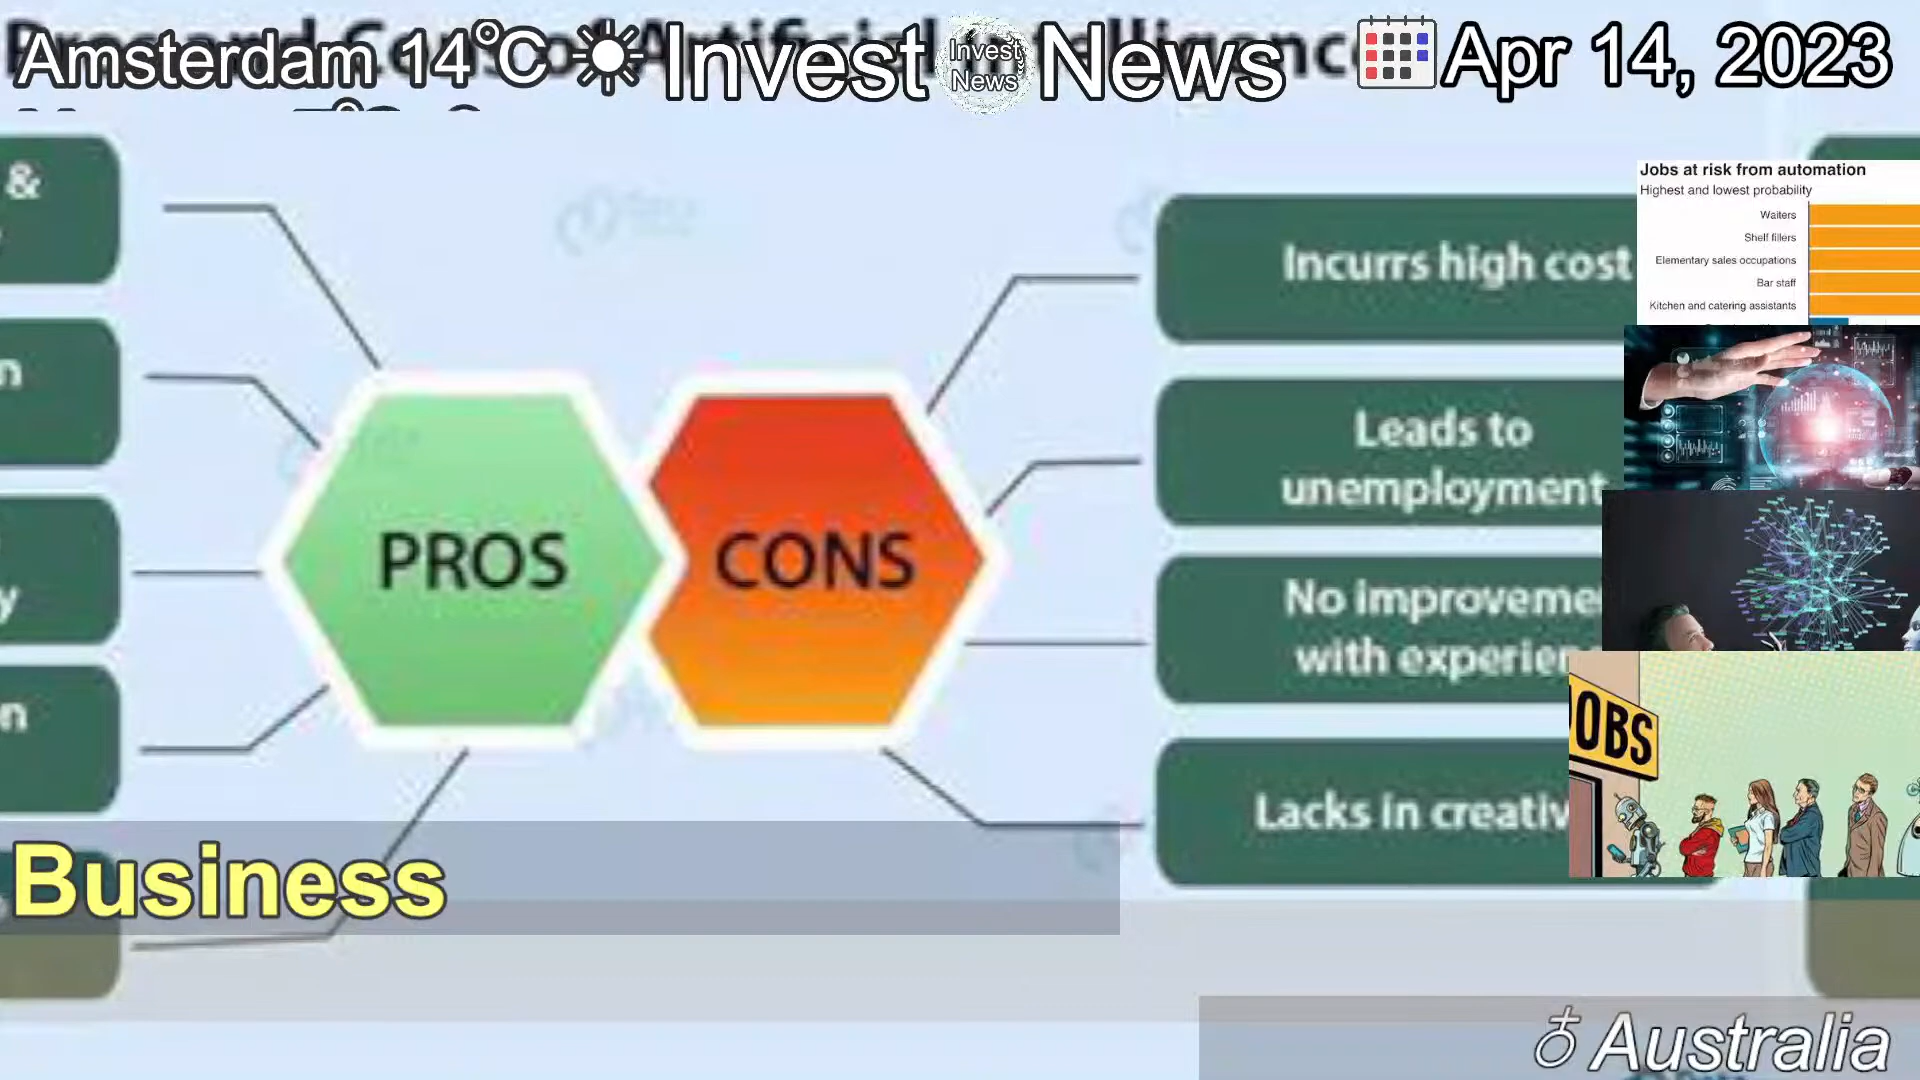 Amsterdam 14°C
Invest
Invest
News
News
Apr 14, 2023
&
Incurrs high cost
Jobs at risk from automation
Highest and lowest probability
Waiters
Shelf fillers
Elementary sales occupations
Bar staff
Kitchen and catering assistants
n
Leads to
unemployment
PROS
CONS
y
No improveme
with experien
n
OBS
Lacks in creativ
Business
Australia